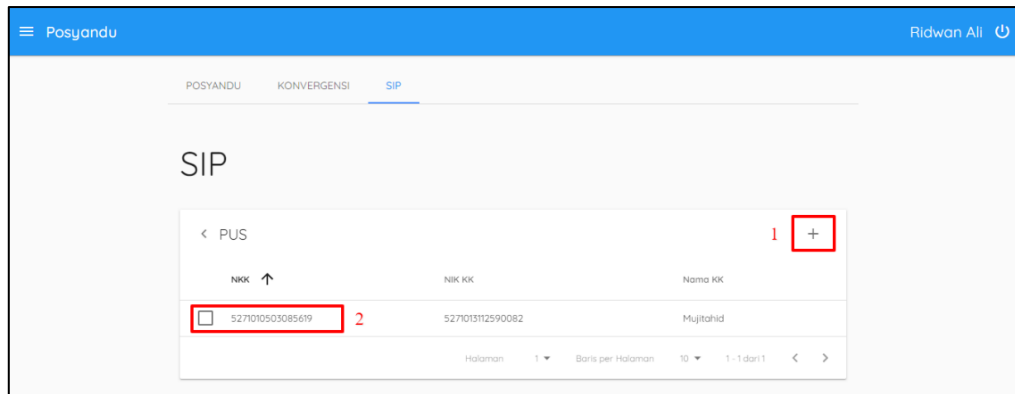 Posyandu Ridwan Ali
POSYANDU KONVERGENSI SIP
SIP
PUS 1
NKK NIK KK Nama KK
5271010503085619 2 5271013112590082 Mujitahid
Halaman 1 Baris per Halaman 10 1 - 1 dari 1